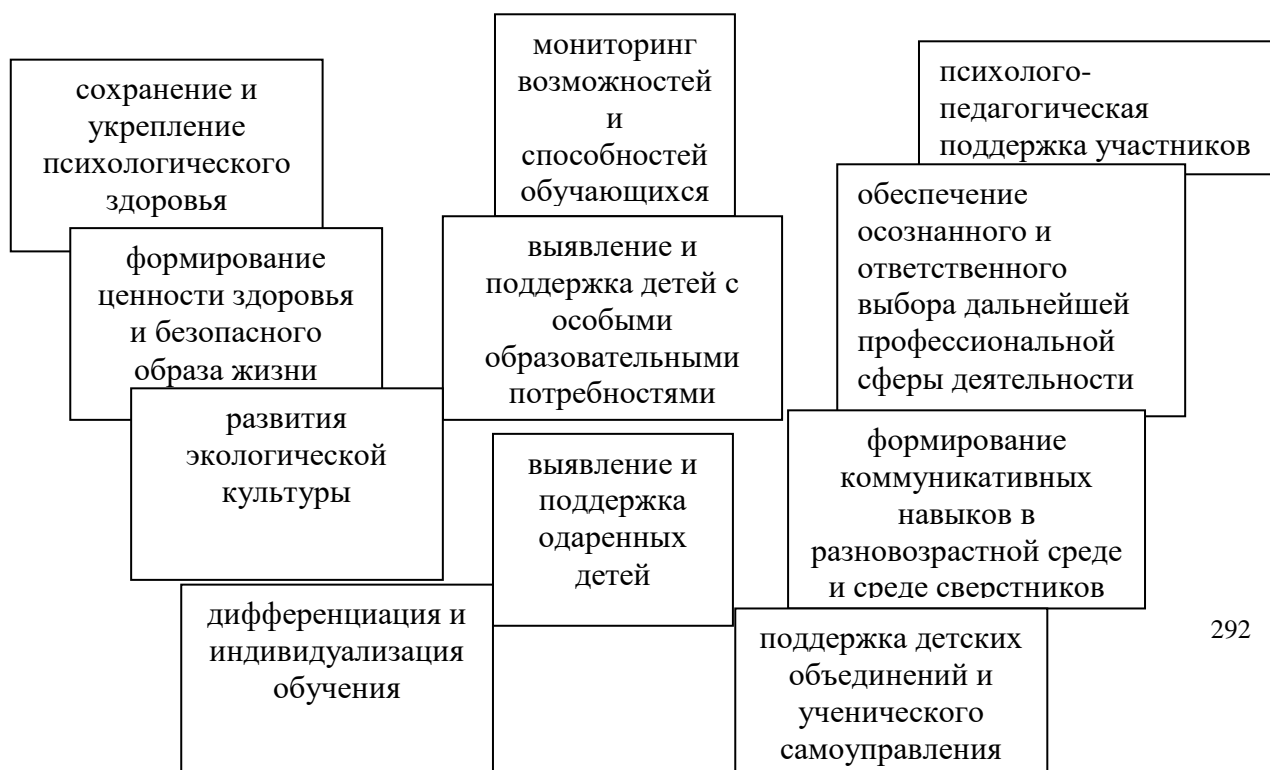 сохранение и
укрепление
психологического
здоровья
формирование
ценности здоровья
и безопасного
образа жизни
развития
экологической
культуры
дифференциация и
индивидуализация
обучения
мониторинг
возможностей
и
способностей
обучающихся
выявление и
поддержка детей с
особыми
образовательными
потребностями
выявление и
поддержка
одаренных
детей
психолого-
педагогическая
поддержка участников
обеспечение
осознанного и
ответственного
выбора дальнейшей
профессиональной
сферы деятельности
формирование
коммуникативных
навыков в
разновозрастной среде
и среде сверстников
поддержка детских
объединений и
ученического
самоуправления
292